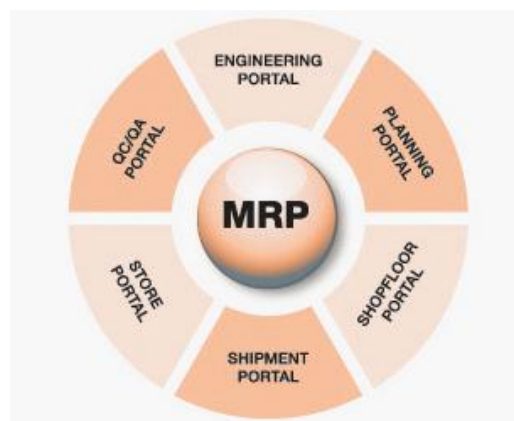 ENGINEERING
PORTAL
PLANNING
PORTAL
SHOPFLOOR
PORTAL
SHIPMENT
PORTAL
STORE
PORTAL
QC/QA
PORTAL
MRP